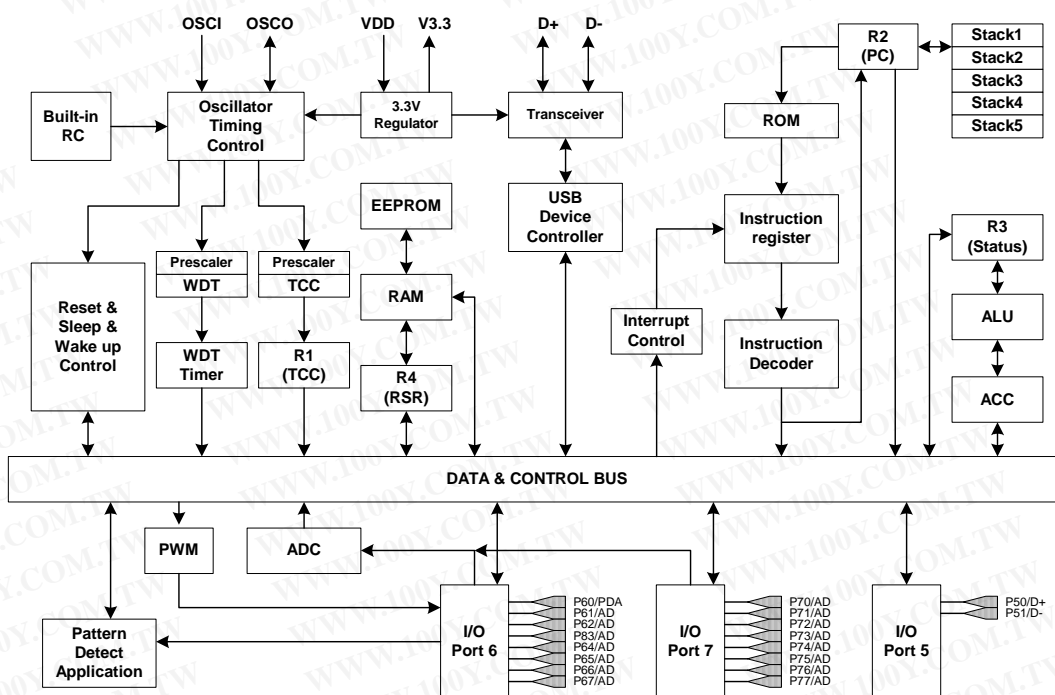 OSCI OSCO VDD V3.3 D+ D-
R2
(PC)
Stack1
Stack2
Stack3
Stack4
Stack5
Built-in
RC
Oscillator
Timing
Control
3.3V
Regulator
Transceiver
ROM
EEPROM
USB
Device
Controller
Instruction
register
R3
(Status)
Prescaler
WDT
Prescaler
TCC
RAM
Reset &
Sleep &
Wake up
Control
Interrupt
Control
ALU
WDT
Timer
R1
(TCC)
R4
(RSR)
Instruction
Decoder
ACC
DATA & CONTROL BUS
PWM
ADC
Pattern
Detect
Application
I/O
Port 6
P60/PDA
P61/AD
P62/AD
P83/AD
P64/AD
P65/AD
P66/AD
P67/AD
I/O
Port 7
P70/AD
P71/AD
P72/AD
P73/AD
P74/AD
P75/AD
P76/AD
P77/AD
I/O
Port 5
P50/D+
P51/D-
WWW.100Y.COM.TW